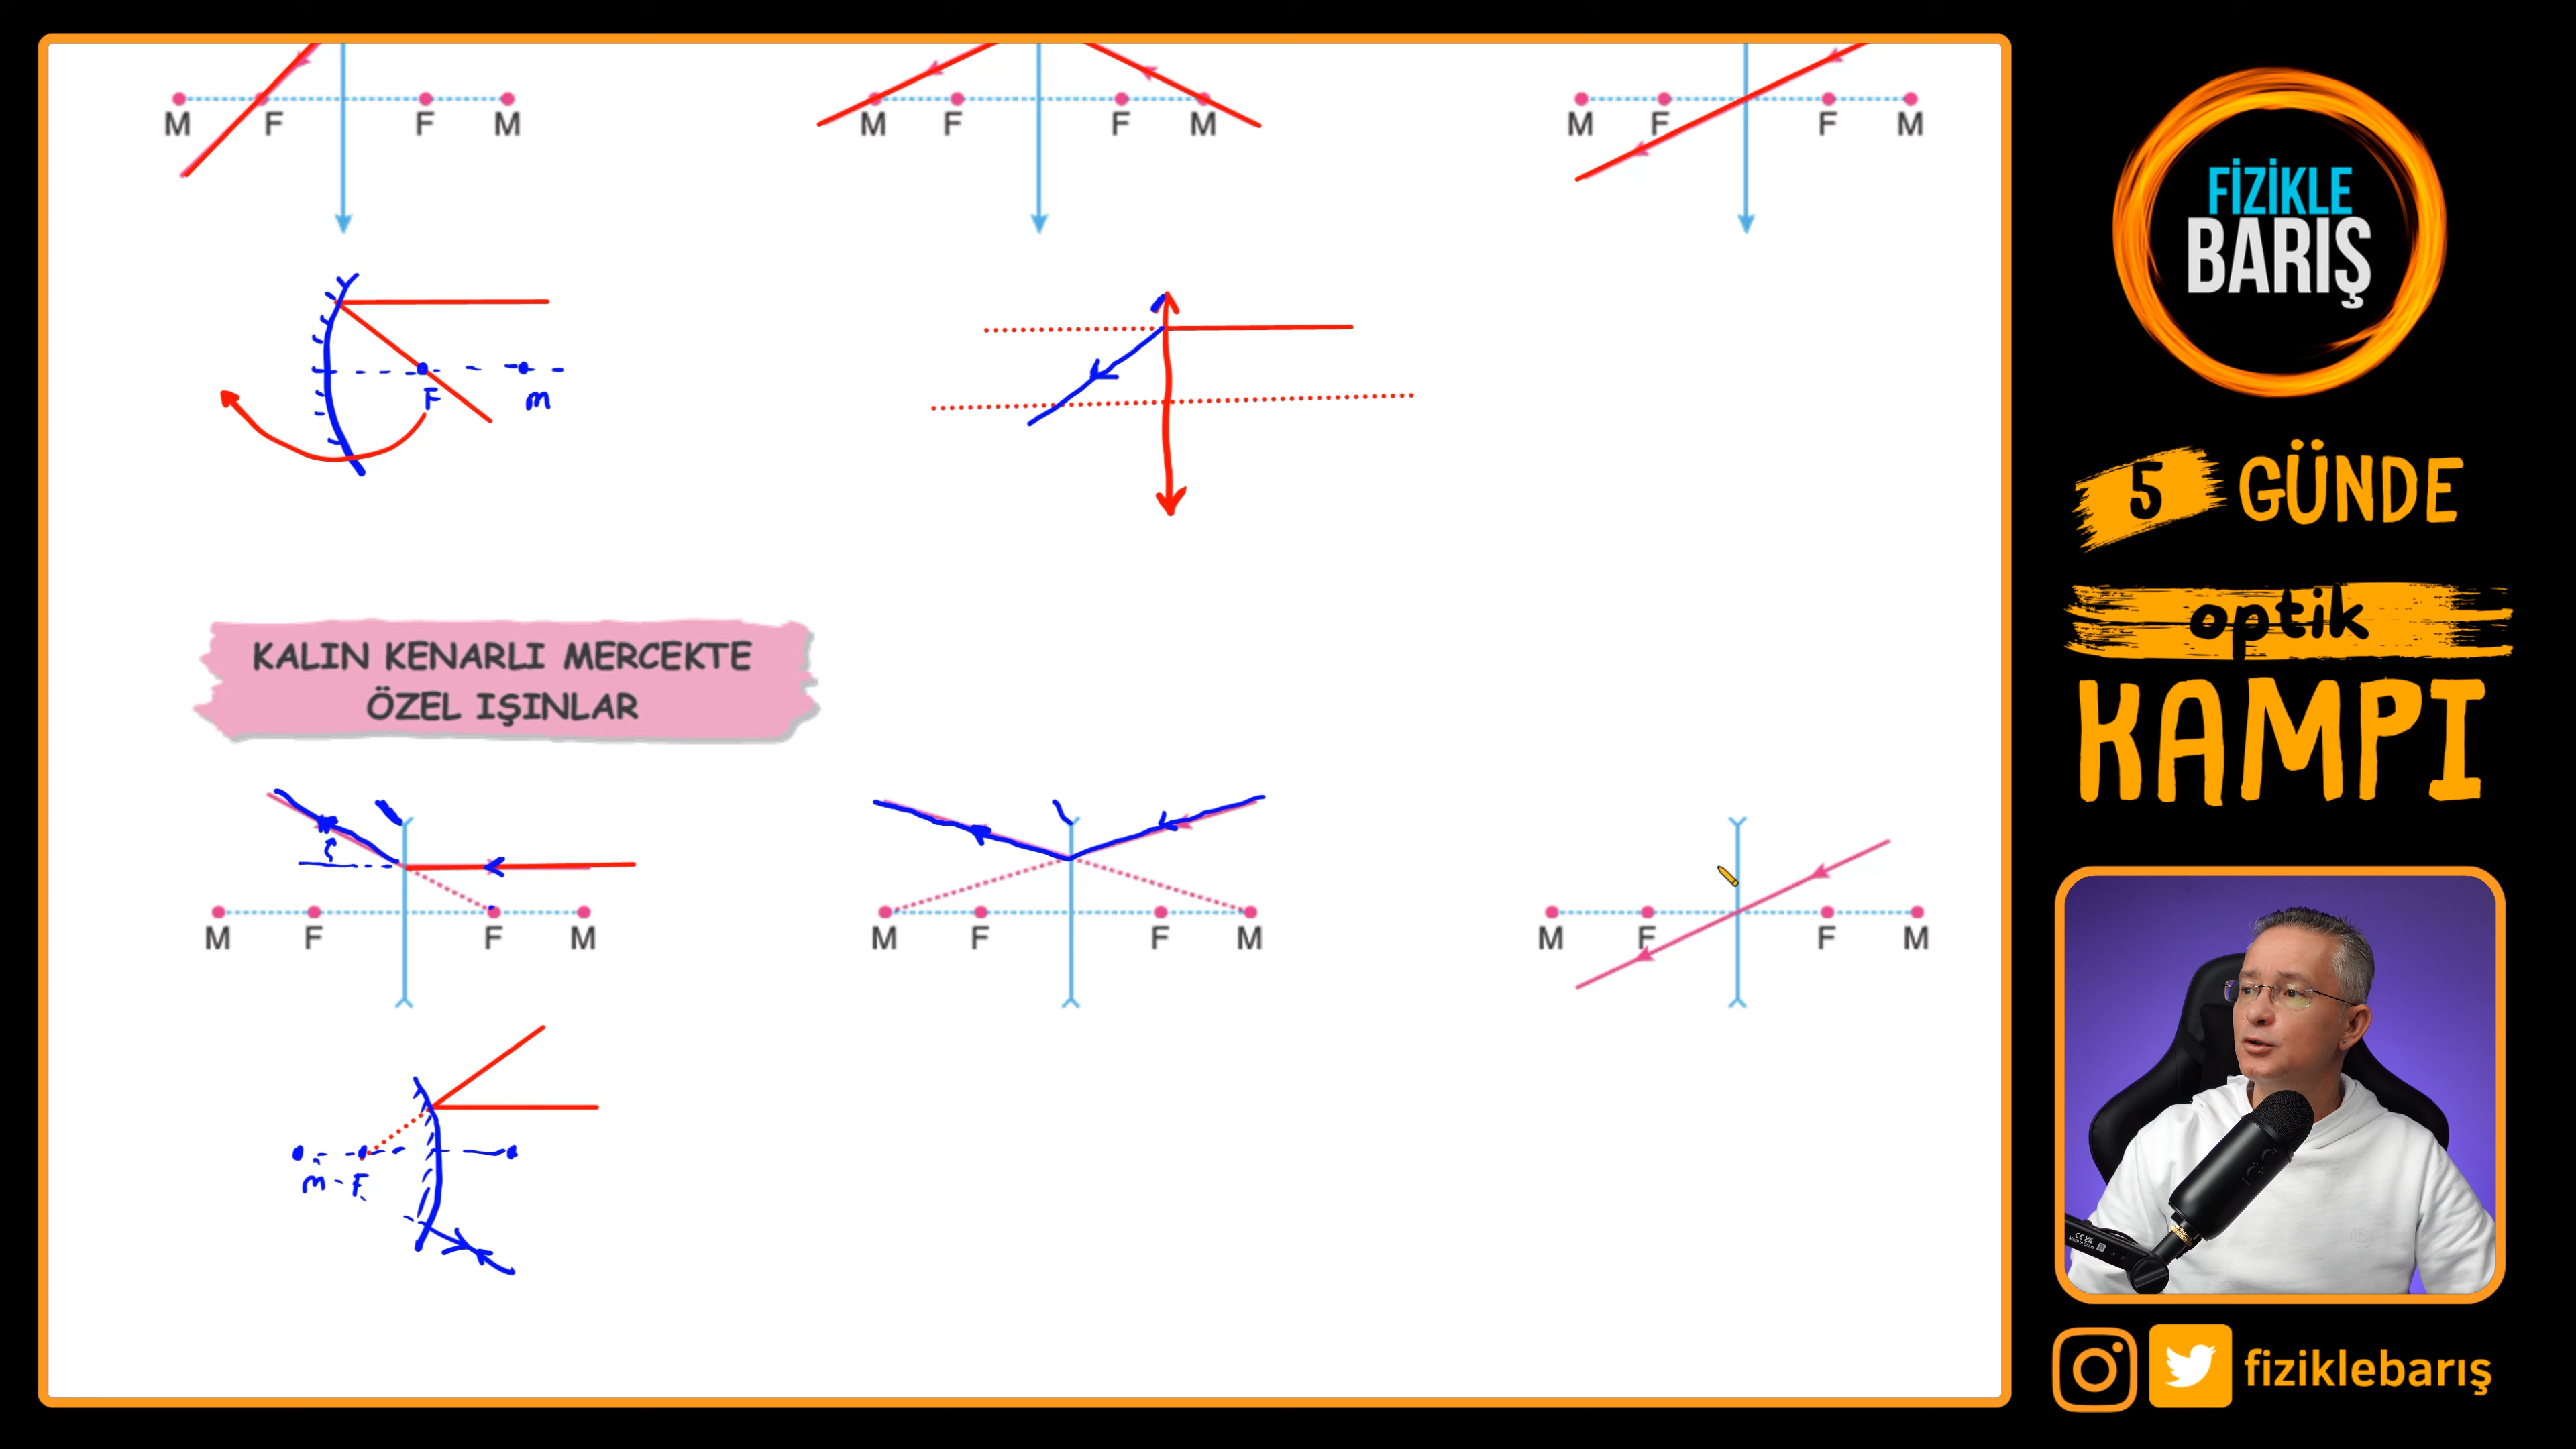 M F F M
M F F M
M F F M
F m
KALIN KENARLI MERCEKTE
ÖZEL IŞINLAR
M F F M
M F F M
M F F M
m - F
FİZİKLE
BARIŞ
5 GÜNDE
optik
KAMPI
fiziklebarış